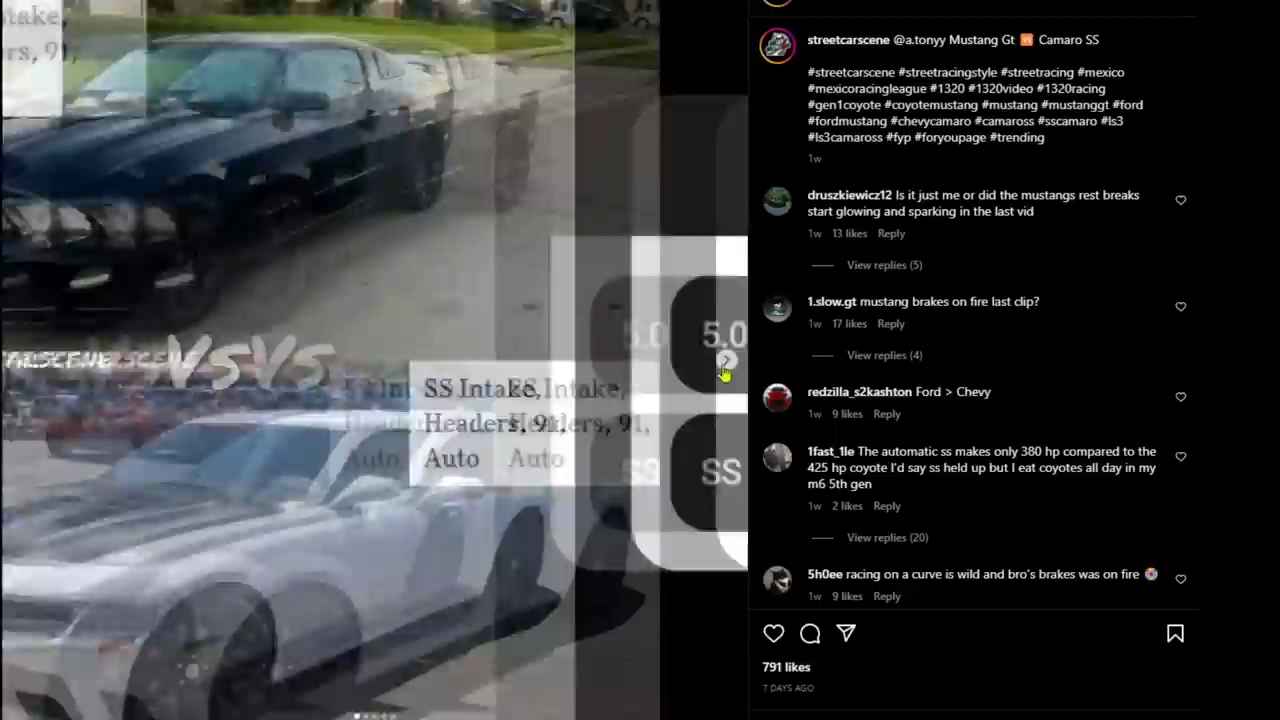 take,
rs, 91,
VSVS
5.0
5.0
SS Intake,
Headers, 91,
Auto
Intake,
91,
Auto
Auto
SS
SS
streetcarscene @a.tonyy Mustang Gt 🆚 Camaro SS
#streetcarscene #streetracingstyle #streetracing #mexico
#mexicoracingleague #1320 #1320video #1320racing
#gen1coyote #coyotemustang #mustang #mustanggt #ford
#fordmustang #chevycamaro #camaross #sscamaro #ls3
#ls3camaross #fyp #foryoupage #trending
1w
druszkiewicz12 Is it just me or did the mustangs rest breaks
start glowing and sparking in the last vid
1w 13 likes Reply
View replies (5)
1.slow.gt mustang brakes on fire last clip?
1w 17 likes Reply
View replies (4)
redzilla_s2kashton Ford > Chevy
1w 9 likes Reply
1fast_1le The automatic ss makes only 380 hp compared to the
425 hp coyote I'd say ss held up but I eat coyotes all day in my
m6 5th gen
1w 2 likes Reply
View replies (20)
5h0ee racing on a curve is wild and bro's brakes was on fire
1w 9 likes Reply
791 likes
7 DAYS AGO